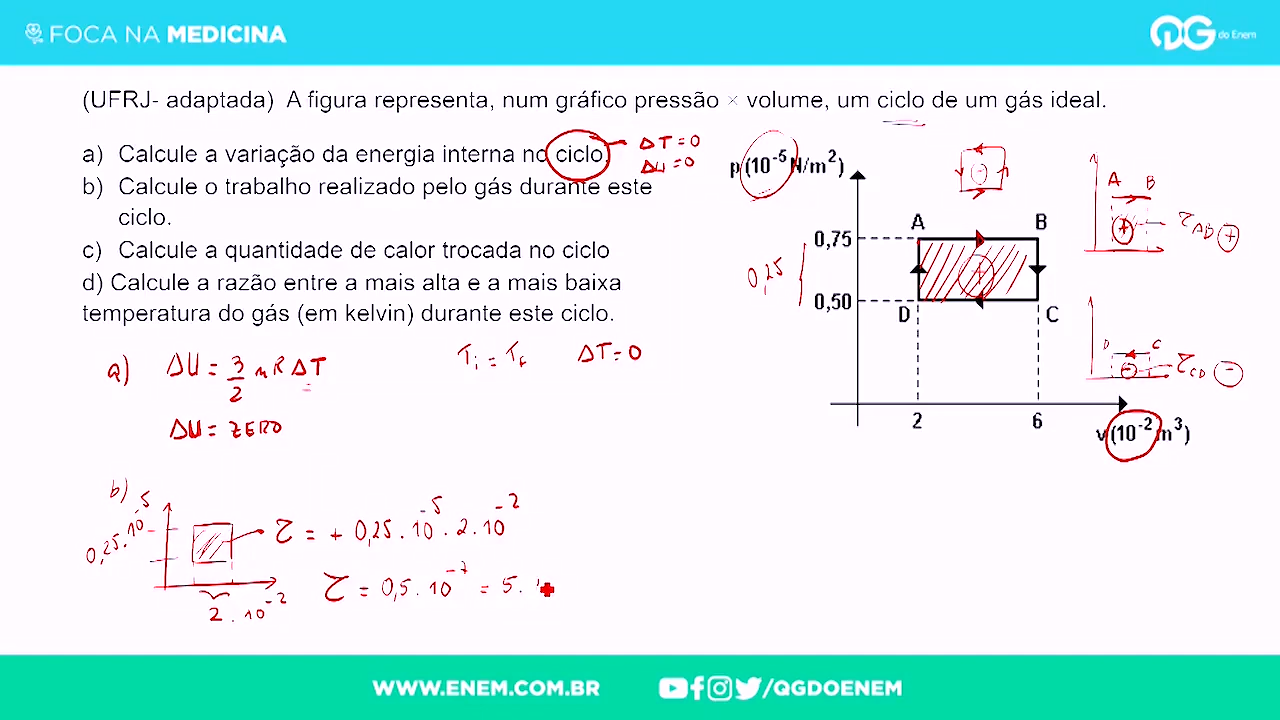 FOCA NA MEDICINA
QG do Enem
(UFRJ- adaptada) A figura representa, num gráfico pressão × volume, um ciclo de um gás ideal.
a) Calcule a variação da energia interna no ciclo.
b) Calcule o trabalho realizado pelo gás durante este
ciclo.
c) Calcule a quantidade de calor trocada no ciclo
d) Calcule a razão entre a mais alta e a mais baixa
temperatura do gás (em kelvin) durante este ciclo.
ΔT=0
ΔU=0
p (10⁻⁵ N/m²)
A B
0,75
0,25
0,50
D C
2 6
v (10⁻² m³)
A B
+
τ AB +
D C
-
τ CD -
a) ΔU = 3/2 n R ΔT
Ti = Tf ΔT=0
ΔU = ZERO
b)
0,25.10⁻⁵
2.10⁻²
τ = + 0,25.10⁻⁵.2.10⁻²
τ = 0,5.10⁻⁷ = 5.
WWW.ENEM.COM.BR
/QGDOENEM